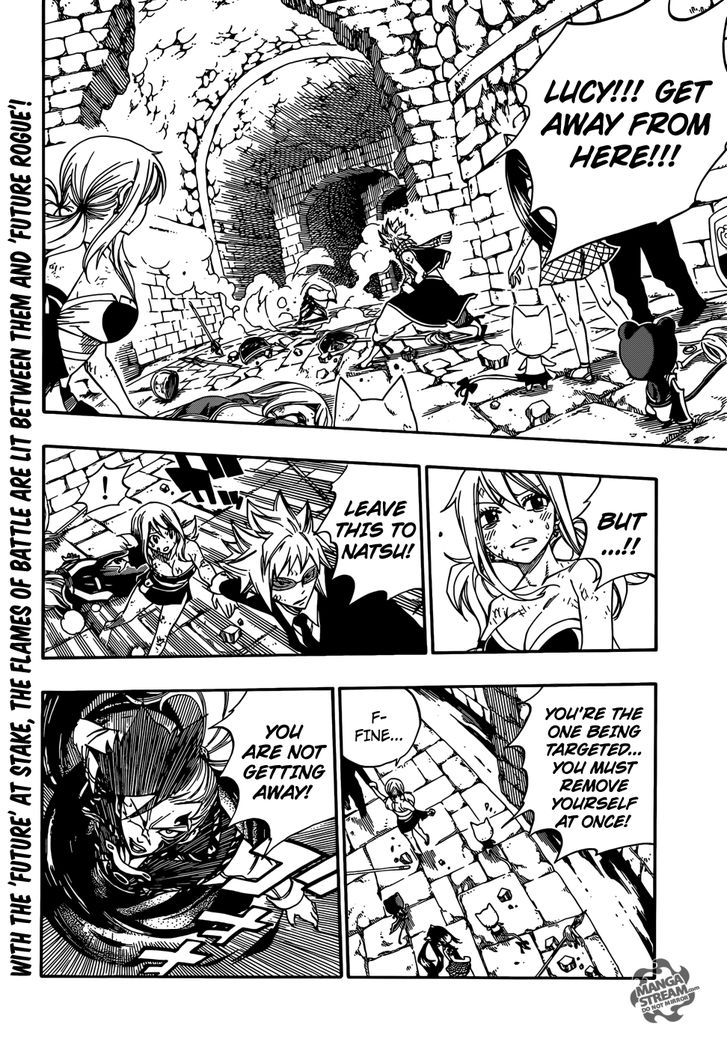 WITH THE 'FUTURE' AT STAKE, THE FLAMES OF BATTLE ARE LIT BETWEEN THEM AND 'FUTURE ROGUE'!
LUCY!!! GET
AWAY FROM
HERE!!!
BUT
...!!
LEAVE
THIS TO
NATSU!
!
YOU'RE THE
ONE BEING
TARGETED...
YOU MUST
REMOVE
YOURSELF
AT ONCE!
F-
FINE...
YOU
ARE NOT
GETTING
AWAY!
MANGA
STREAM.com
DO NOT MIRROR